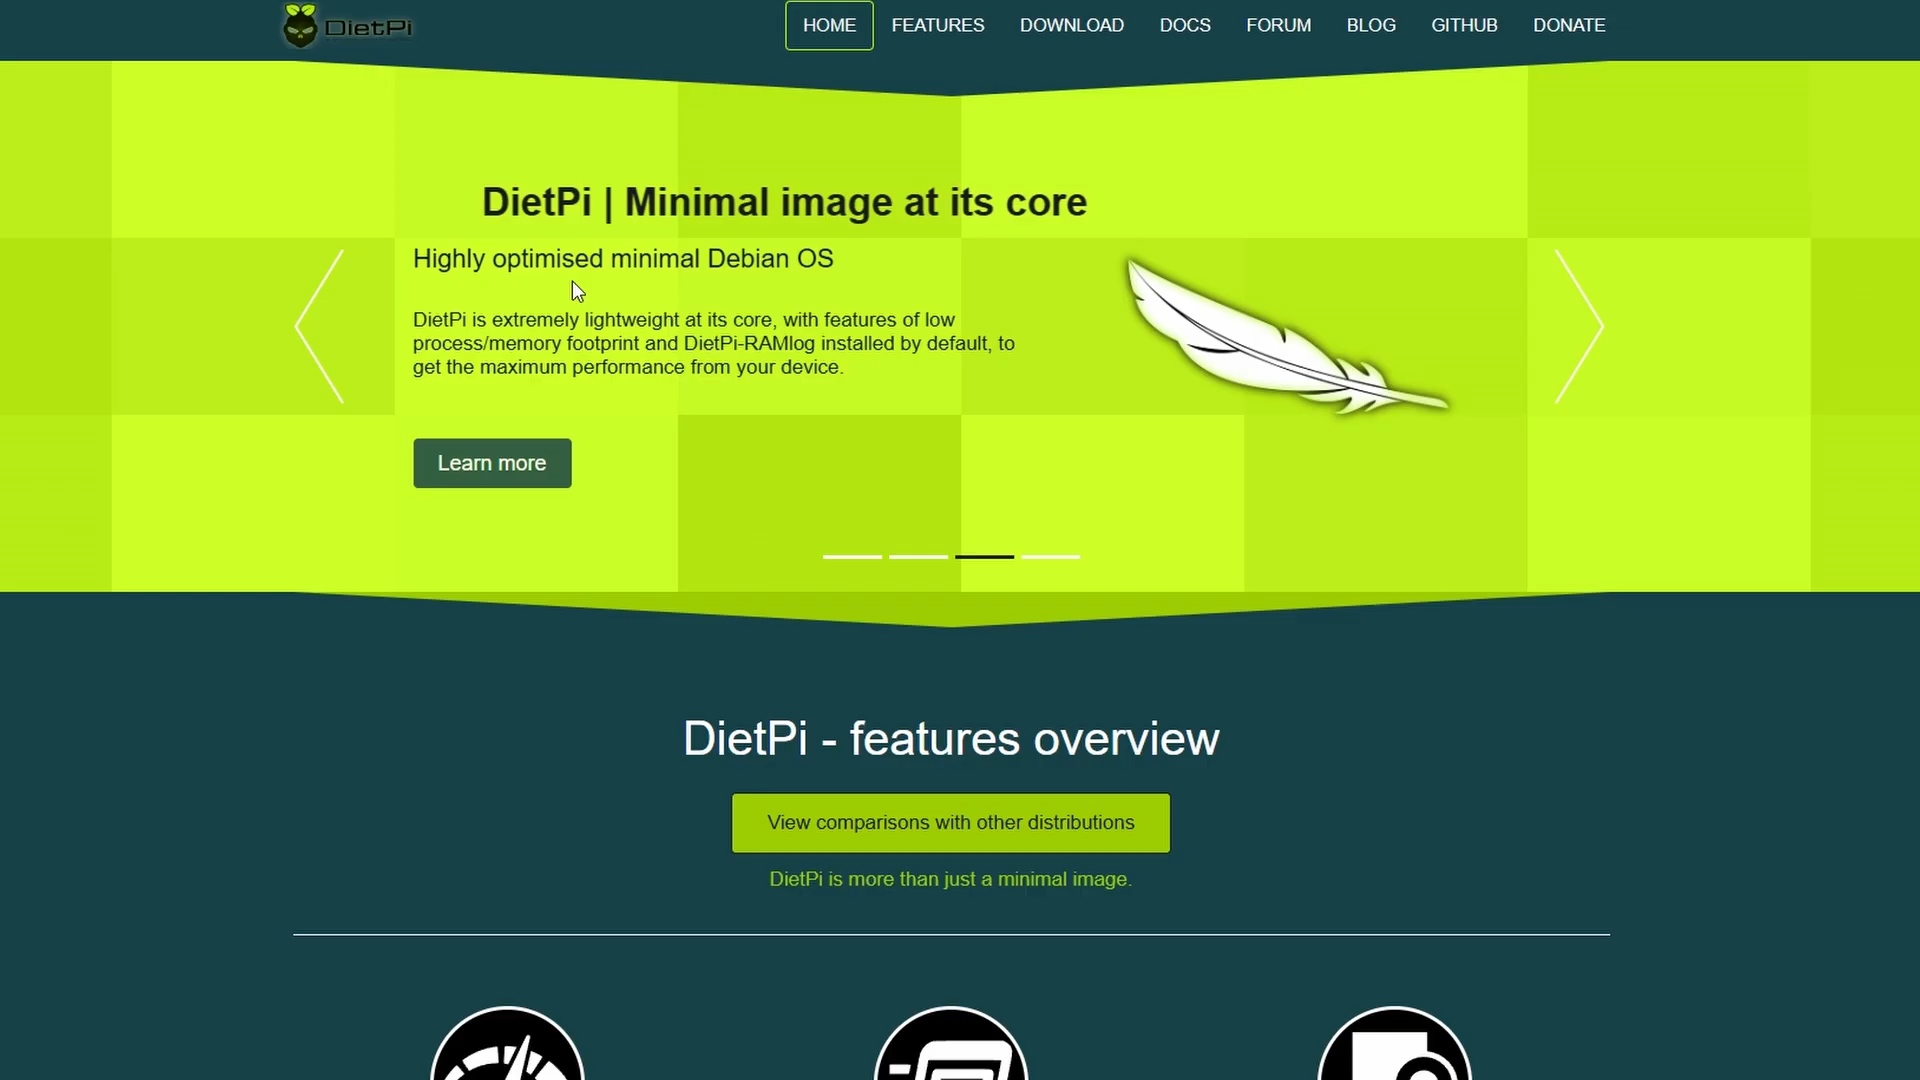 DietPi
HOME
FEATURES
DOWNLOAD
DOCS
FORUM
BLOG
GITHUB
DONATE
DietPi | Minimal image at its core
Highly optimised minimal Debian OS
DietPi is extremely lightweight at its core, with features of low
process/memory footprint and DietPi-RAMlog installed by default, to
get the maximum performance from your device.
Learn more
DietPi - features overview
View comparisons with other distributions
DietPi is more than just a minimal image.